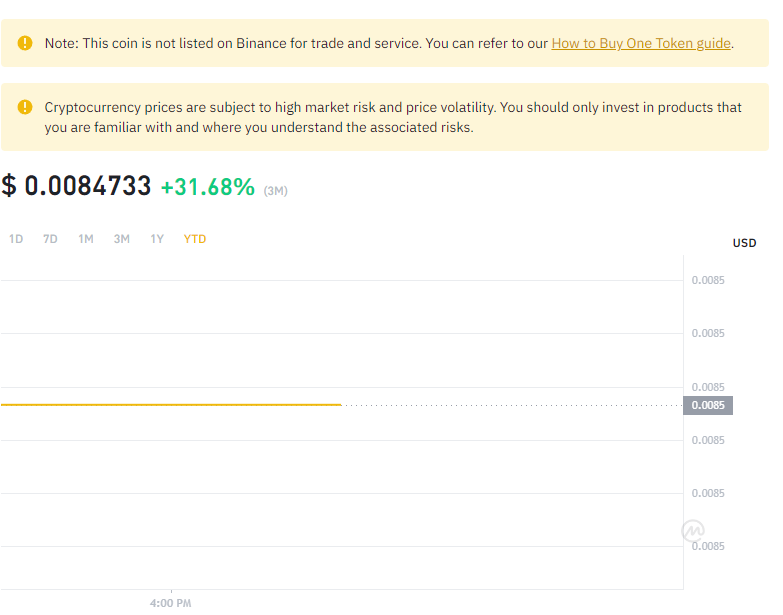 Note: This coin is not listed on Binance for trade and service. You can refer to our How to Buy One Token guide.
Cryptocurrency prices are subject to high market risk and price volatility. You should only invest in products that
you are familiar with and where you understand the associated risks.
$ 0.0084733 +31.68% (3M)
1D 7D 1M 3M 1Y YTD
USD
0.0085
0.0085
0.0085
0.0085
0.0085
0.0085
0.0085
4:00 PM